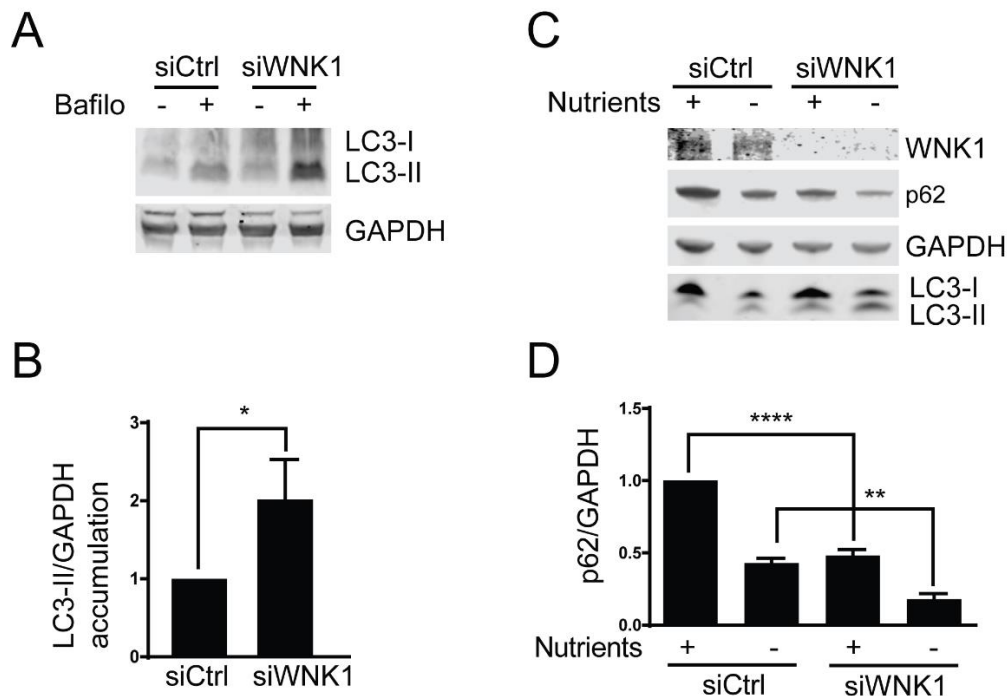 A
siCtrl siWNK1
Bafilo - + - +
LC3-I
LC3-II
GAPDH
B
LC3-II/GAPDH
accumulation
3
2
1
0
*
siCtrl siWNK1
C
siCtrl siWNK1
Nutrients + - + -
WNK1
p62
GAPDH
LC3-I
LC3-II
D
p62/GAPDH
1.5
1.0
0.5
0.0
****
**
Nutrients + - + -
siCtrl siWNK1